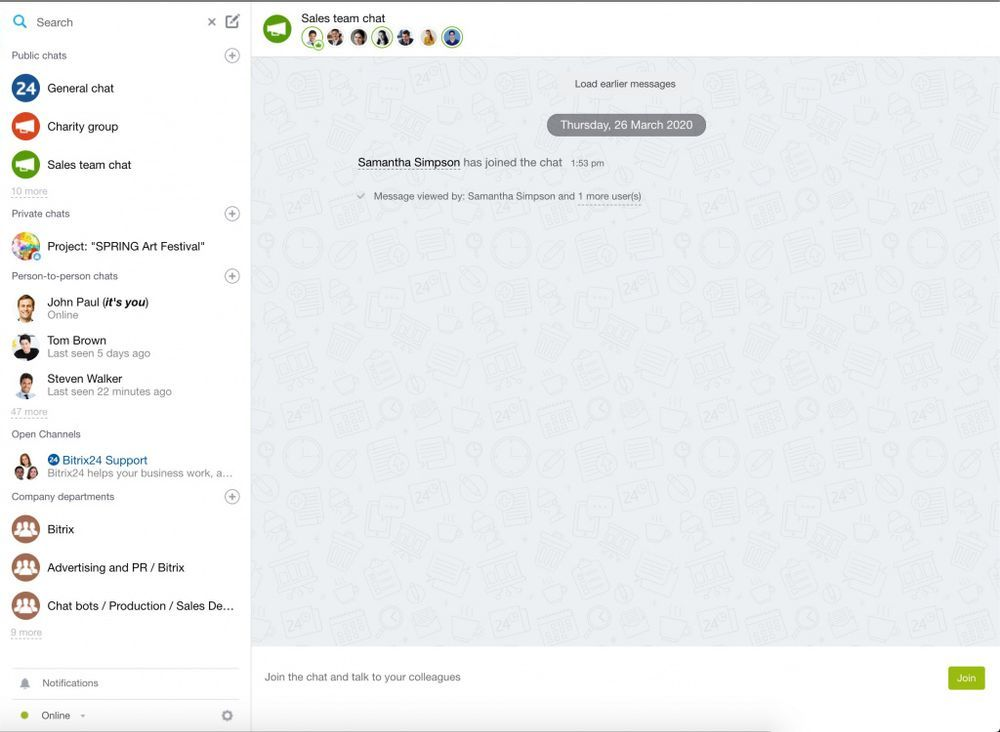 Search
Public chats
24 General chat
Charity group
Sales team chat
10 more
Private chats
Project: "SPRING Art Festival"
Person-to-person chats
John Paul (it's you)
Online
Tom Brown
Last seen 5 days ago
Steven Walker
Last seen 22 minutes ago
47 more
Open Channels
24 Bitrix24 Support
Bitrix24 helps your business work, a...
Company departments
Bitrix
Advertising and PR / Bitrix
Chat bots / Production / Sales De...
9 more
Notifications
Online
Sales team chat
Load earlier messages
Thursday, 26 March 2020
Samantha Simpson has joined the chat 1:53 pm
Message viewed by: Samantha Simpson and 1 more user(s)
Join the chat and talk to your colleagues
Join